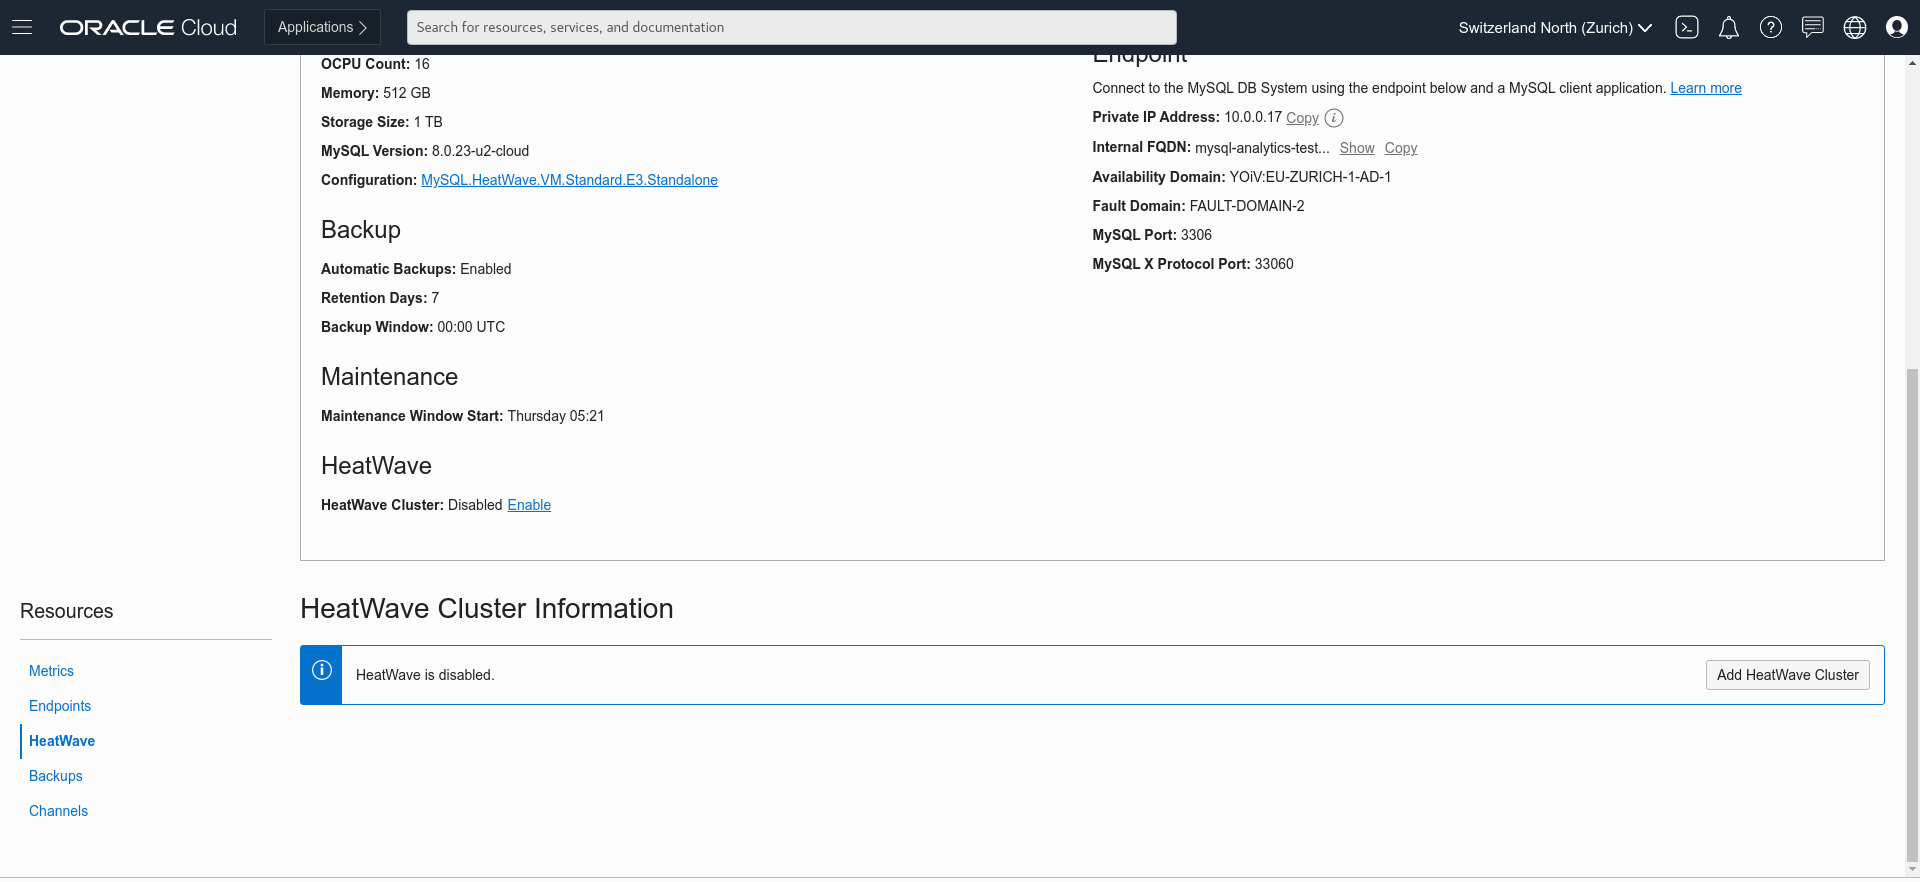 ORACLE Cloud
Applications
Search for resources, services, and documentation
Switzerland North (Zurich)
OCPU Count: 16
Memory: 512 GB
Storage Size: 1 TB
MySQL Version: 8.0.23-u2-cloud
Configuration: MySQL.HeatWave.VM.Standard.E3.Standalone
Backup
Automatic Backups: Enabled
Retention Days: 7
Backup Window: 00:00 UTC
Maintenance
Maintenance Window Start: Thursday 05:21
HeatWave
HeatWave Cluster: Disabled Enable
Endpoint
Connect to the MySQL DB System using the endpoint below and a MySQL client application. Learn more
Private IP Address: 10.0.0.17 Copy
Internal FQDN: mysql-analytics-test... Show Copy
Availability Domain: YOiV:EU-ZURICH-1-AD-1
Fault Domain: FAULT-DOMAIN-2
MySQL Port: 3306
MySQL X Protocol Port: 33060
Resources
Metrics
Endpoints
HeatWave
Backups
Channels
HeatWave Cluster Information
HeatWave is disabled.
Add HeatWave Cluster